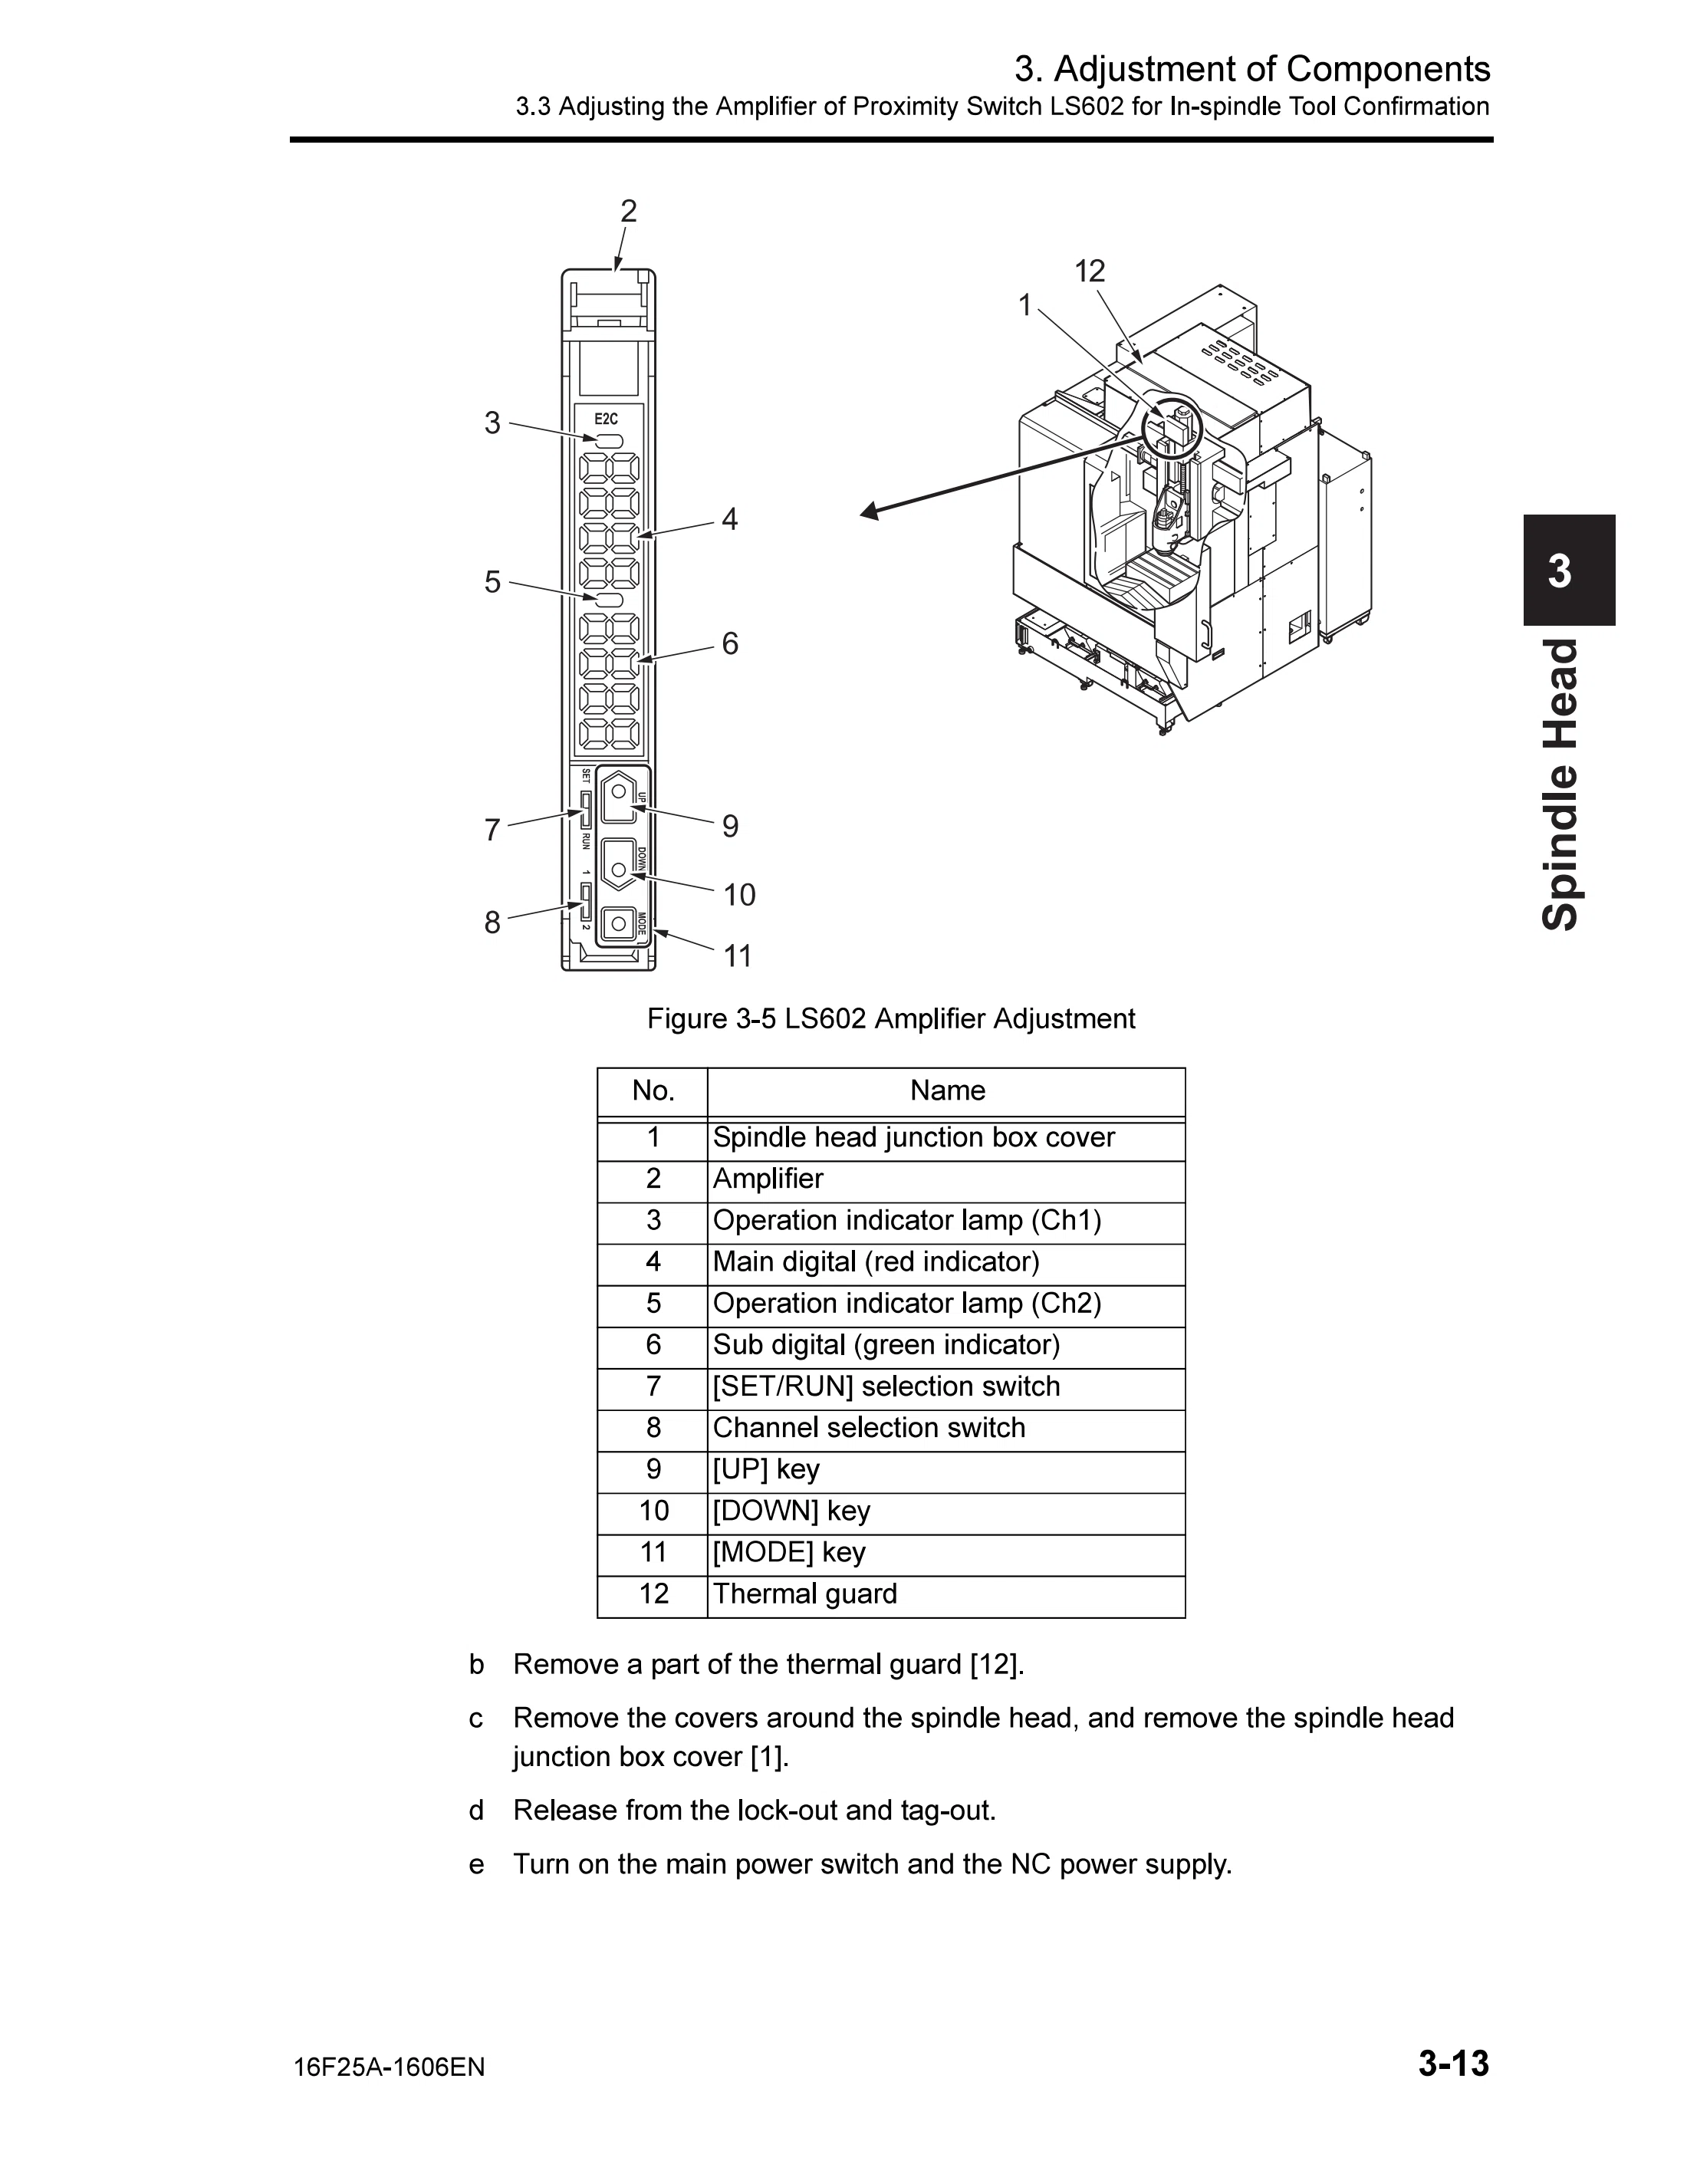 3. Adjustment of Components
3.3 Adjusting the Amplifier of Proximity Switch LS602 for In-spindle Tool Confirmation
2
3
4
5
6
7
8
9
10
11
E2C
SET
RUN
1
2
UP
DOWN
MODE
12
1
3
Spindle Head
Figure 3-5 LS602 Amplifier Adjustment
No. Name
1 Spindle head junction box cover
2 Amplifier
3 Operation indicator lamp (Ch1)
4 Main digital (red indicator)
5 Operation indicator lamp (Ch2)
6 Sub digital (green indicator)
7 [SET/RUN] selection switch
8 Channel selection switch
9 [UP] key
10 [DOWN] key
11 [MODE] key
12 Thermal guard
b Remove a part of the thermal guard [12].
c Remove the covers around the spindle head, and remove the spindle head
junction box cover [1].
d Release from the lock-out and tag-out.
e Turn on the main power switch and the NC power supply.
16F25A-1606EN
3-13